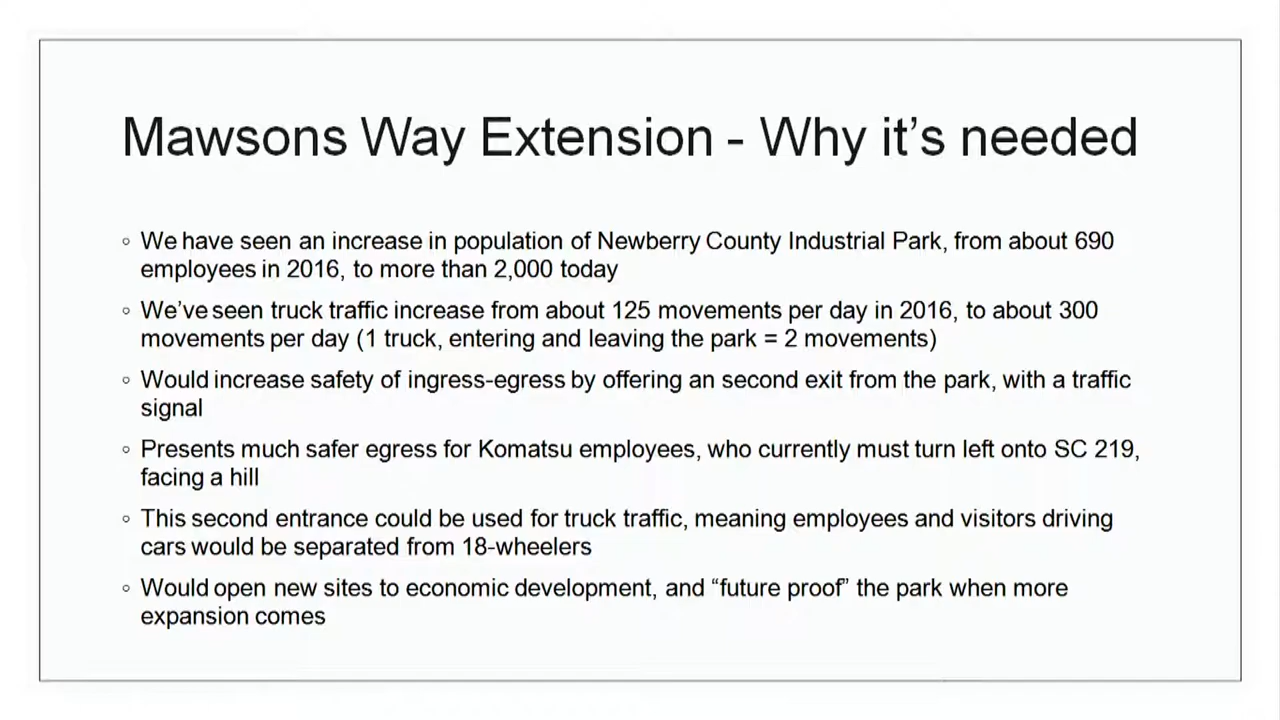 Mawsons Way Extension - Why it’s needed
◦ We have seen an increase in population of Newberry County Industrial Park, from about 690
employees in 2016, to more than 2,000 today
◦ We’ve seen truck traffic increase from about 125 movements per day in 2016, to about 300
movements per day (1 truck, entering and leaving the park = 2 movements)
◦ Would increase safety of ingress-egress by offering an second exit from the park, with a traffic
signal
◦ Presents much safer egress for Komatsu employees, who currently must turn left onto SC 219,
facing a hill
◦ This second entrance could be used for truck traffic, meaning employees and visitors driving
cars would be separated from 18-wheelers
◦ Would open new sites to economic development, and “future proof” the park when more
expansion comes